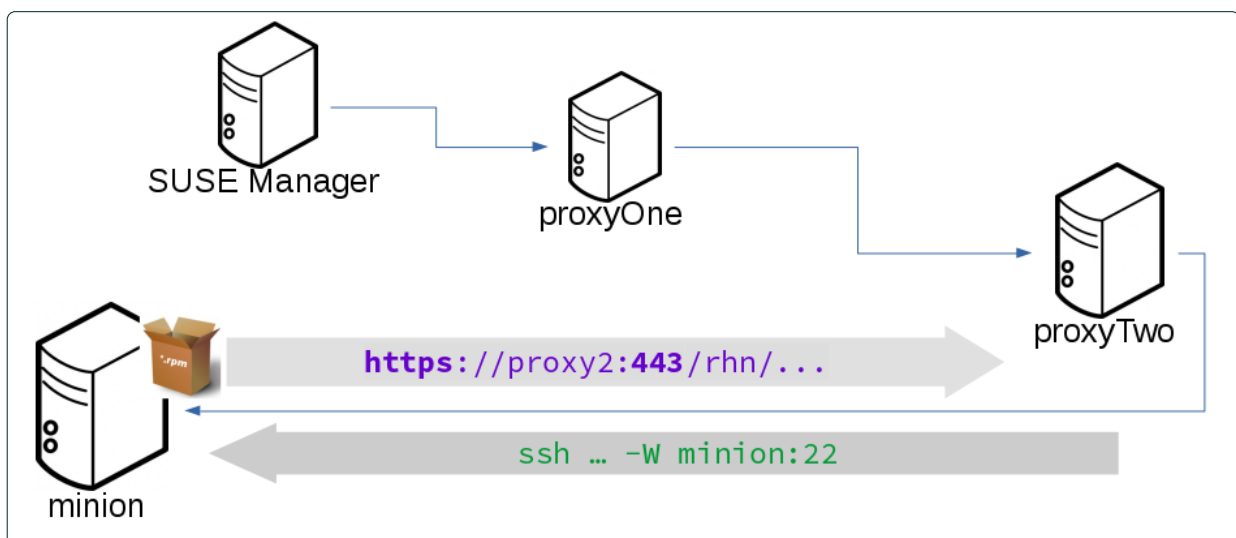 SUSE Manager
proxyOne
proxyTwo
*.rpm
https://proxy2:443/rhn/...
ssh … -W minion:22
minion